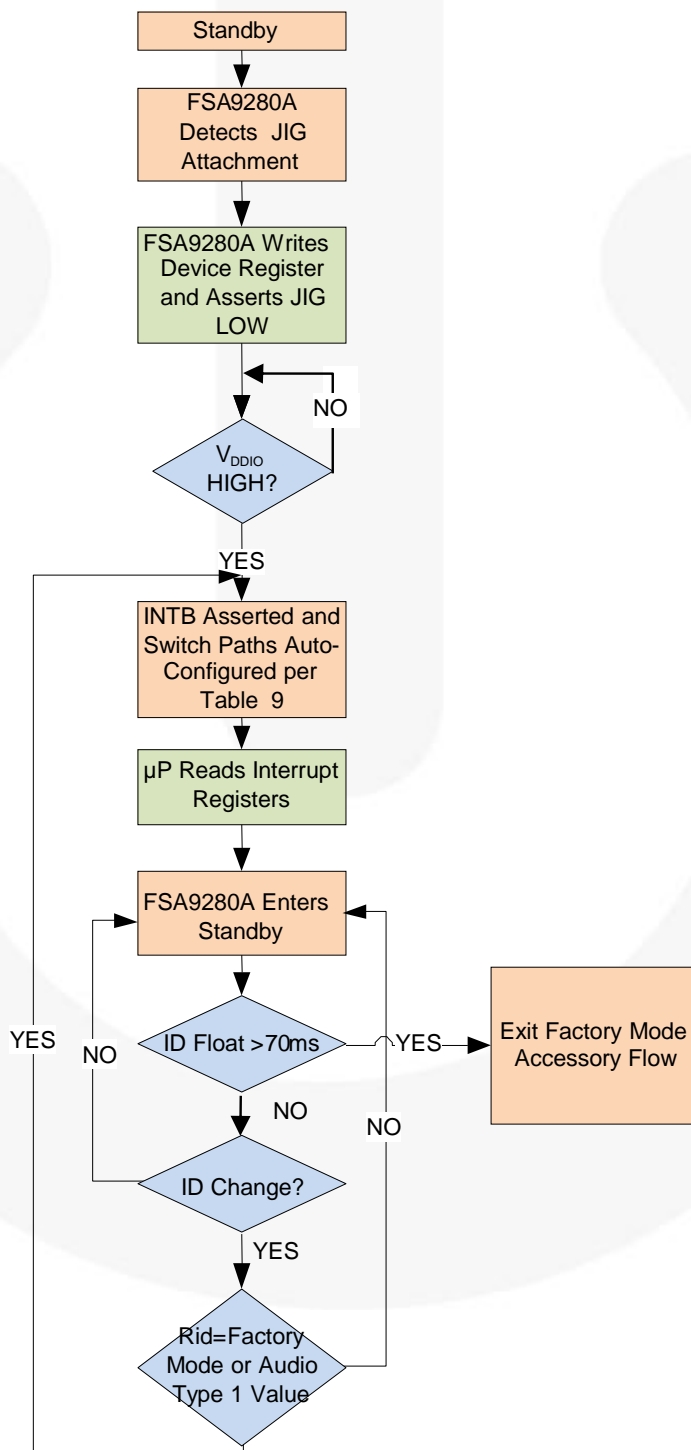 Standby
FSA9280A
Detects JIG
Attachment
FSA9280A Writes
Device Register
and Asserts JIG
LOW
NO
VDDIO
HIGH?
YES
INTB Asserted and
Switch Paths Auto-
Configured per
Table 9
µP Reads Interrupt
Registers
FSA9280A Enters
Standby
ID Float >70ms
YES
Exit Factory Mode
Accessory Flow
YES
NO
NO
NO
ID Change?
YES
Rid=Factory
Mode or Audio
Type 1 Value